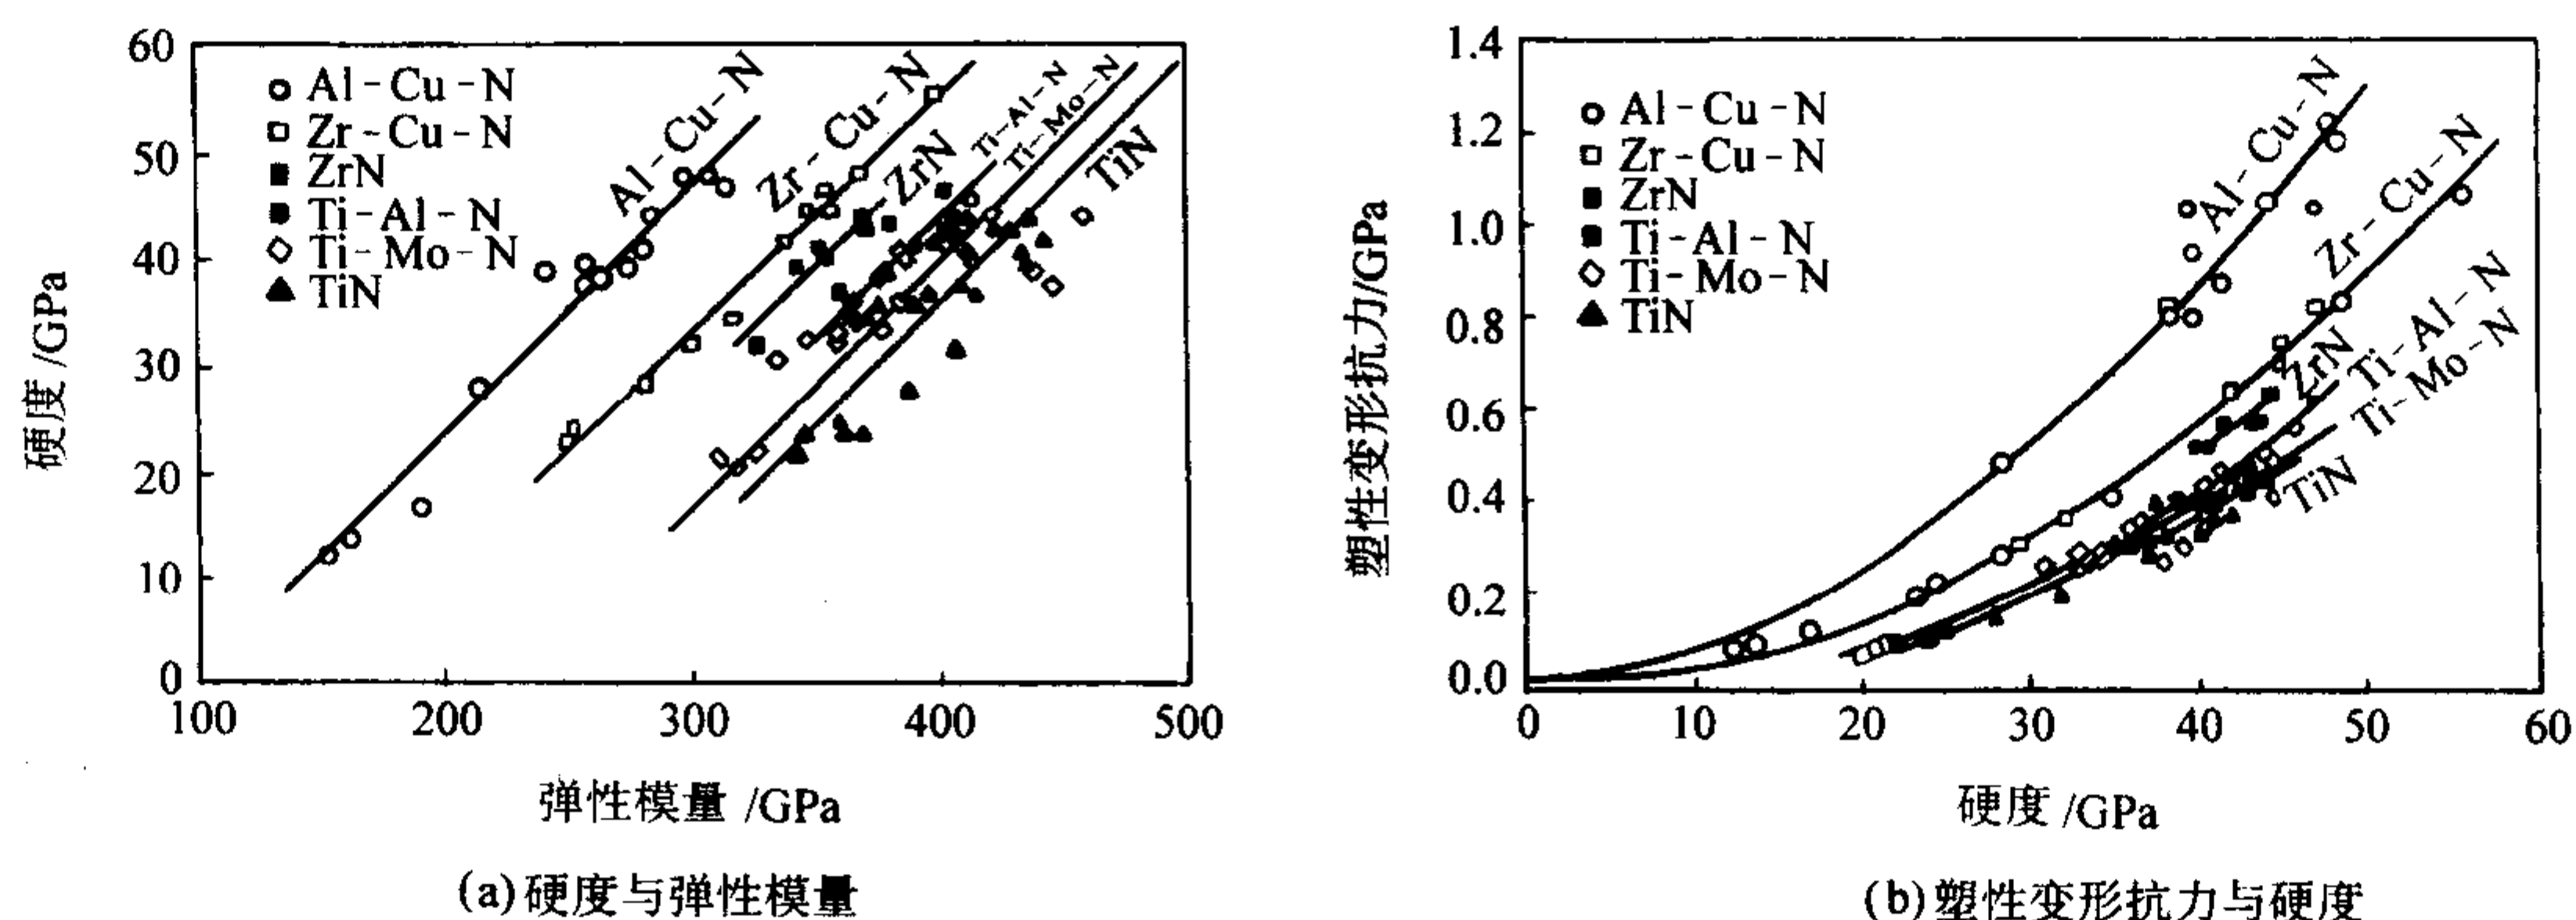 60
50
40
30
20
10
0
硬度/GPa
Al-Cu-N
Zr-Cu-N
ZrN
Ti-Al-N
Ti-Mo-N
TiN
Al-Cu-N
Zr-Cu-N
ZrN
Ti-Al-N
Ti-Mo-N
TiN
100 200 300 400 500
弹性模量/GPa
(a)硬度与弹性模量
1.4
1.2
1.0
0.8
0.6
0.4
0.2
0.0
塑性变形抗力/GPa
Al-Cu-N
Zr-Cu-N
ZrN
Ti-Al-N
Ti-Mo-N
TiN
Al-Cu-N
Zr-Cu-N
ZrN
Ti-Al-N
Ti-Mo-N
TiN
0 10 20 30 40 50 60
硬度/GPa
(b)塑性变形抗力与硬度